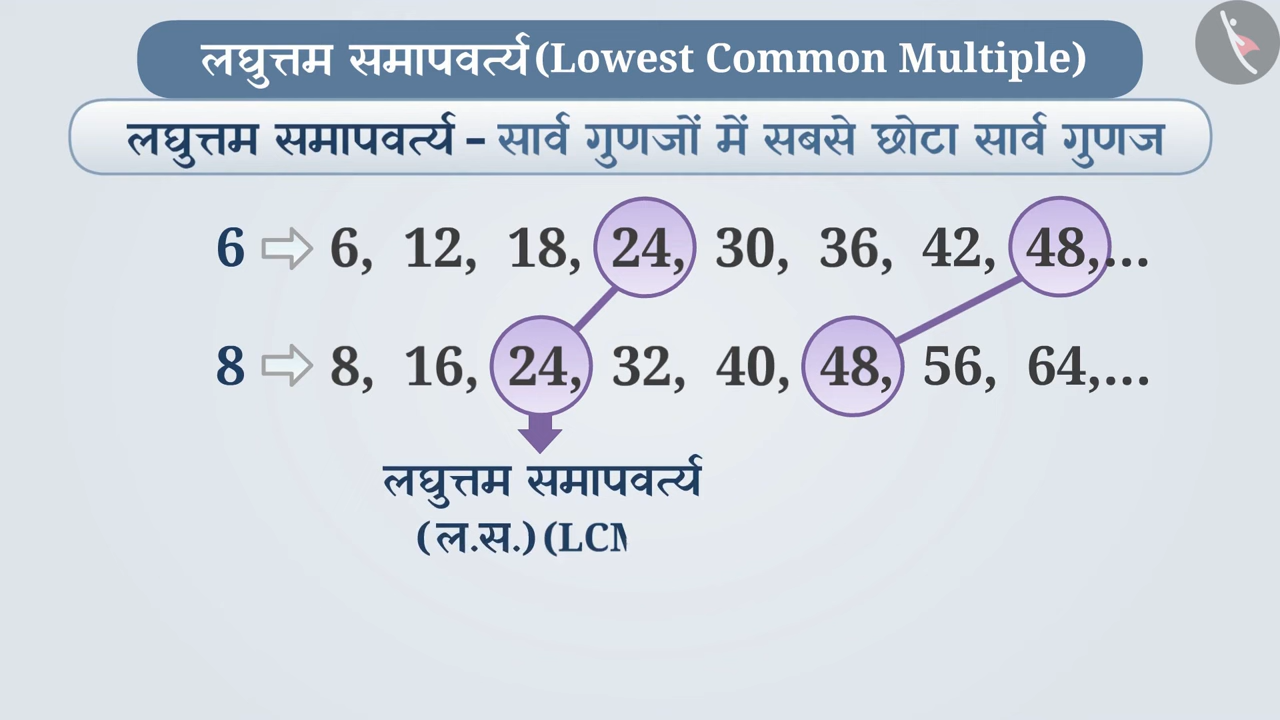 लघुत्तम समापवर्त्य (Lowest Common Multiple)
लघुत्तम समापवर्त्य – सार्व गुणजों में सबसे छोटा सार्व गुणज
6 ⇨ 6, 12, 18, 24, 30, 36, 42, 48,...
8 ⇨ 8, 16, 24, 32, 40, 48, 56, 64,...
लघुत्तम समापवर्त्य
(ल.स.) (LC